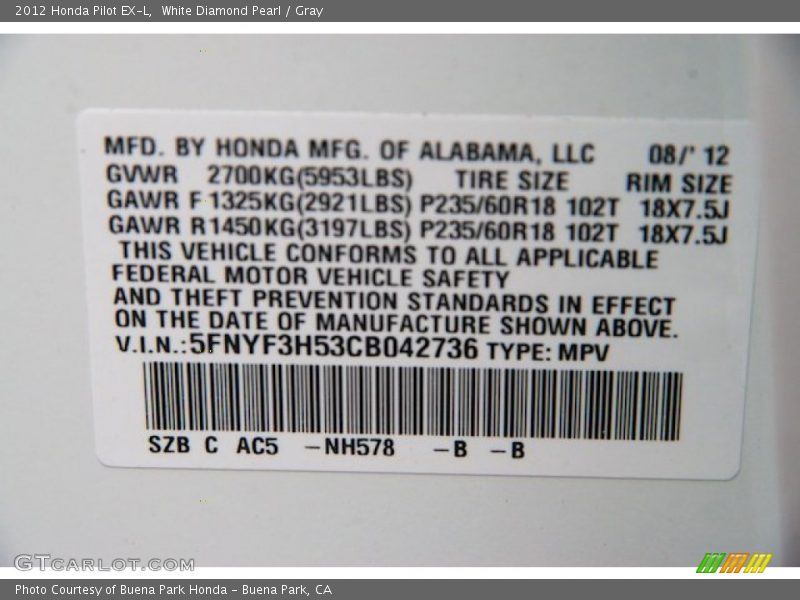 2012 Honda Pilot EX-L, White Diamond Pearl / Gray
MFD. BY HONDA MFG. OF ALABAMA, LLC 08/' 12
GVWR 2700KG(5953LBS) TIRE SIZE RIM SIZE
GAWR F 1325KG(2921LBS) P235/60R18 102T 18X7.5J
GAWR R 1450KG(3197LBS) P235/60R18 102T 18X7.5J
THIS VEHICLE CONFORMS TO ALL APPLICABLE
FEDERAL MOTOR VEHICLE SAFETY
AND THEFT PREVENTION STANDARDS IN EFFECT
ON THE DATE OF MANUFACTURE SHOWN ABOVE.
V.I.N.:5FNYF3H53CB042736 TYPE: MPV
SZB C AC5 –NH578 –B –B
GTCARLOT.COM
Photo Courtesy of Buena Park Honda - Buena Park, CA